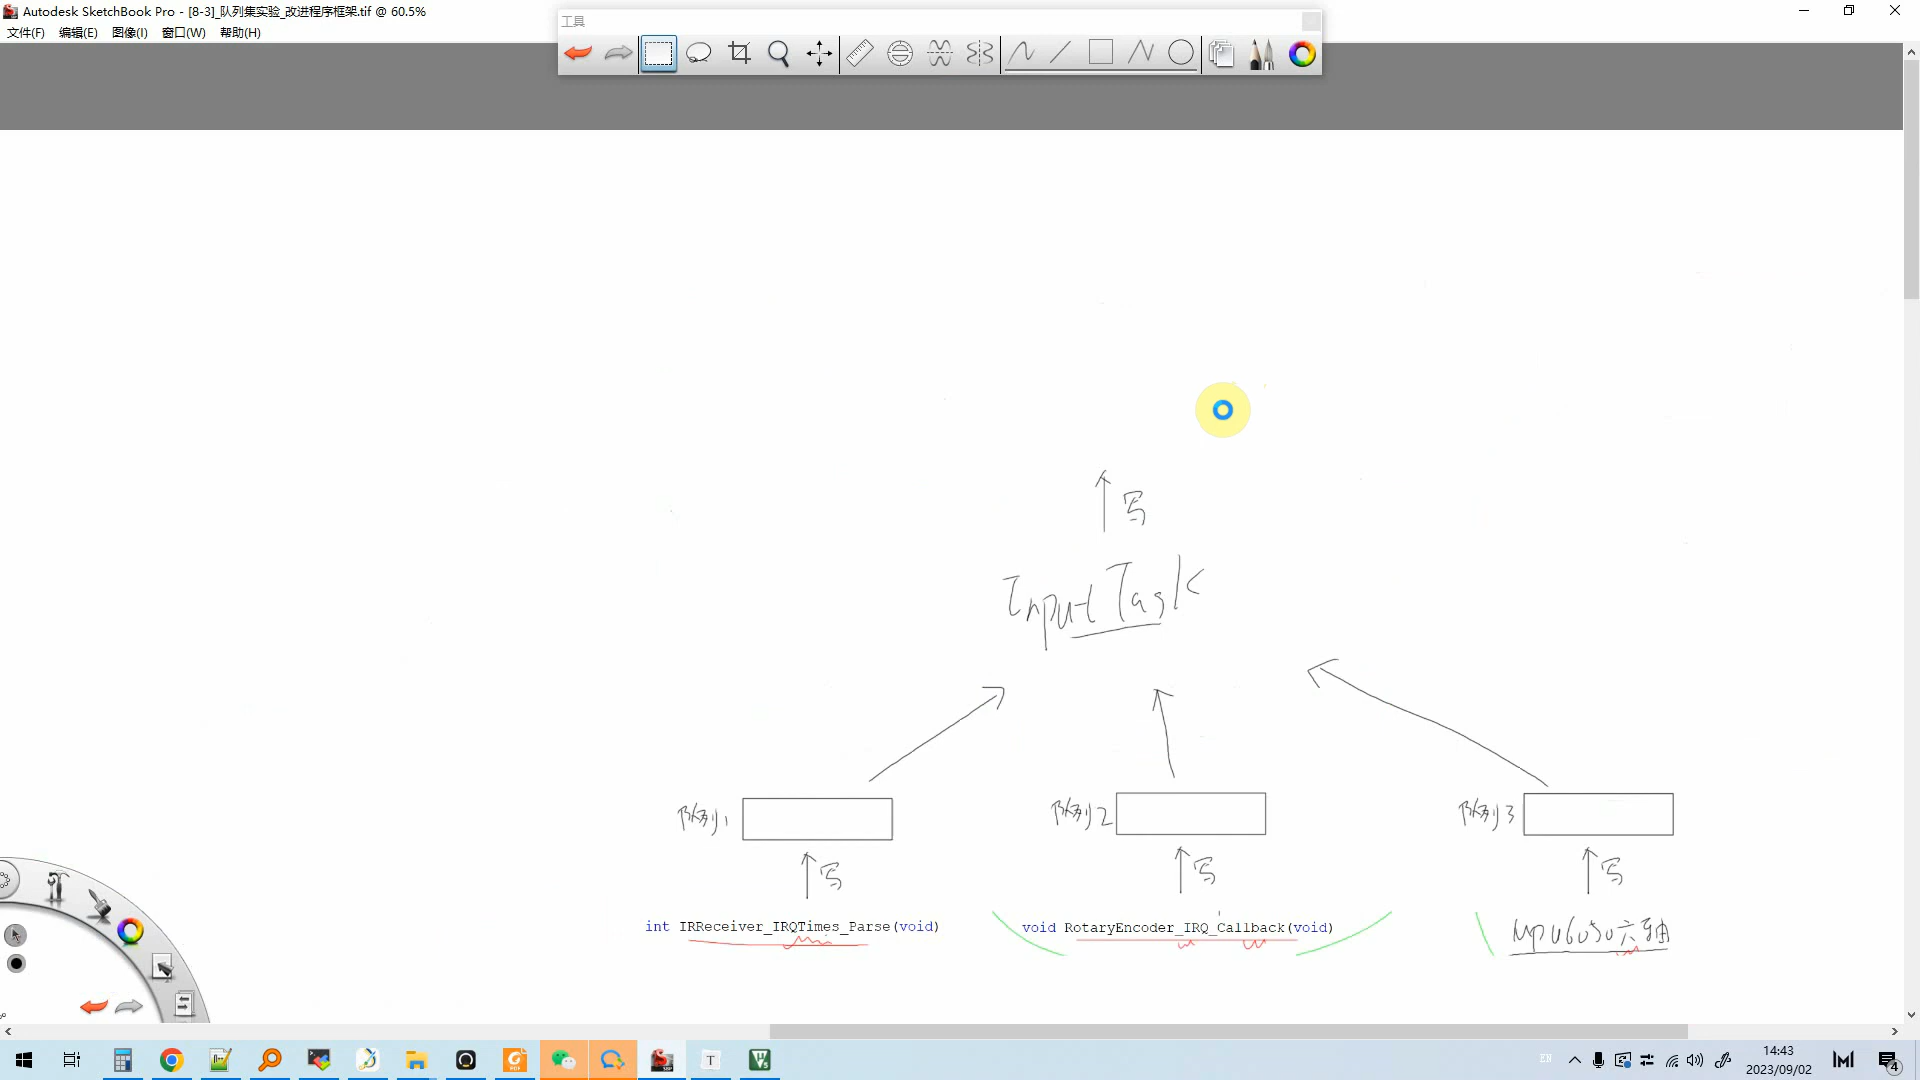 Autodesk SketchBook Pro - [8-3]_队列集实验_改进程序框架.tif @ 60.5%
文件(F) 编辑(E) 图像(I) 窗口(W) 帮助(H)
工具
写
InputTask
队列1
队列2
队列3
写
写
写
int IRReceiver_IRQTimes_Parse(void)
void RotaryEncoder_IRQ_Callback(void)
Mpu6050六轴
EN
14:43
2023/09/02
4